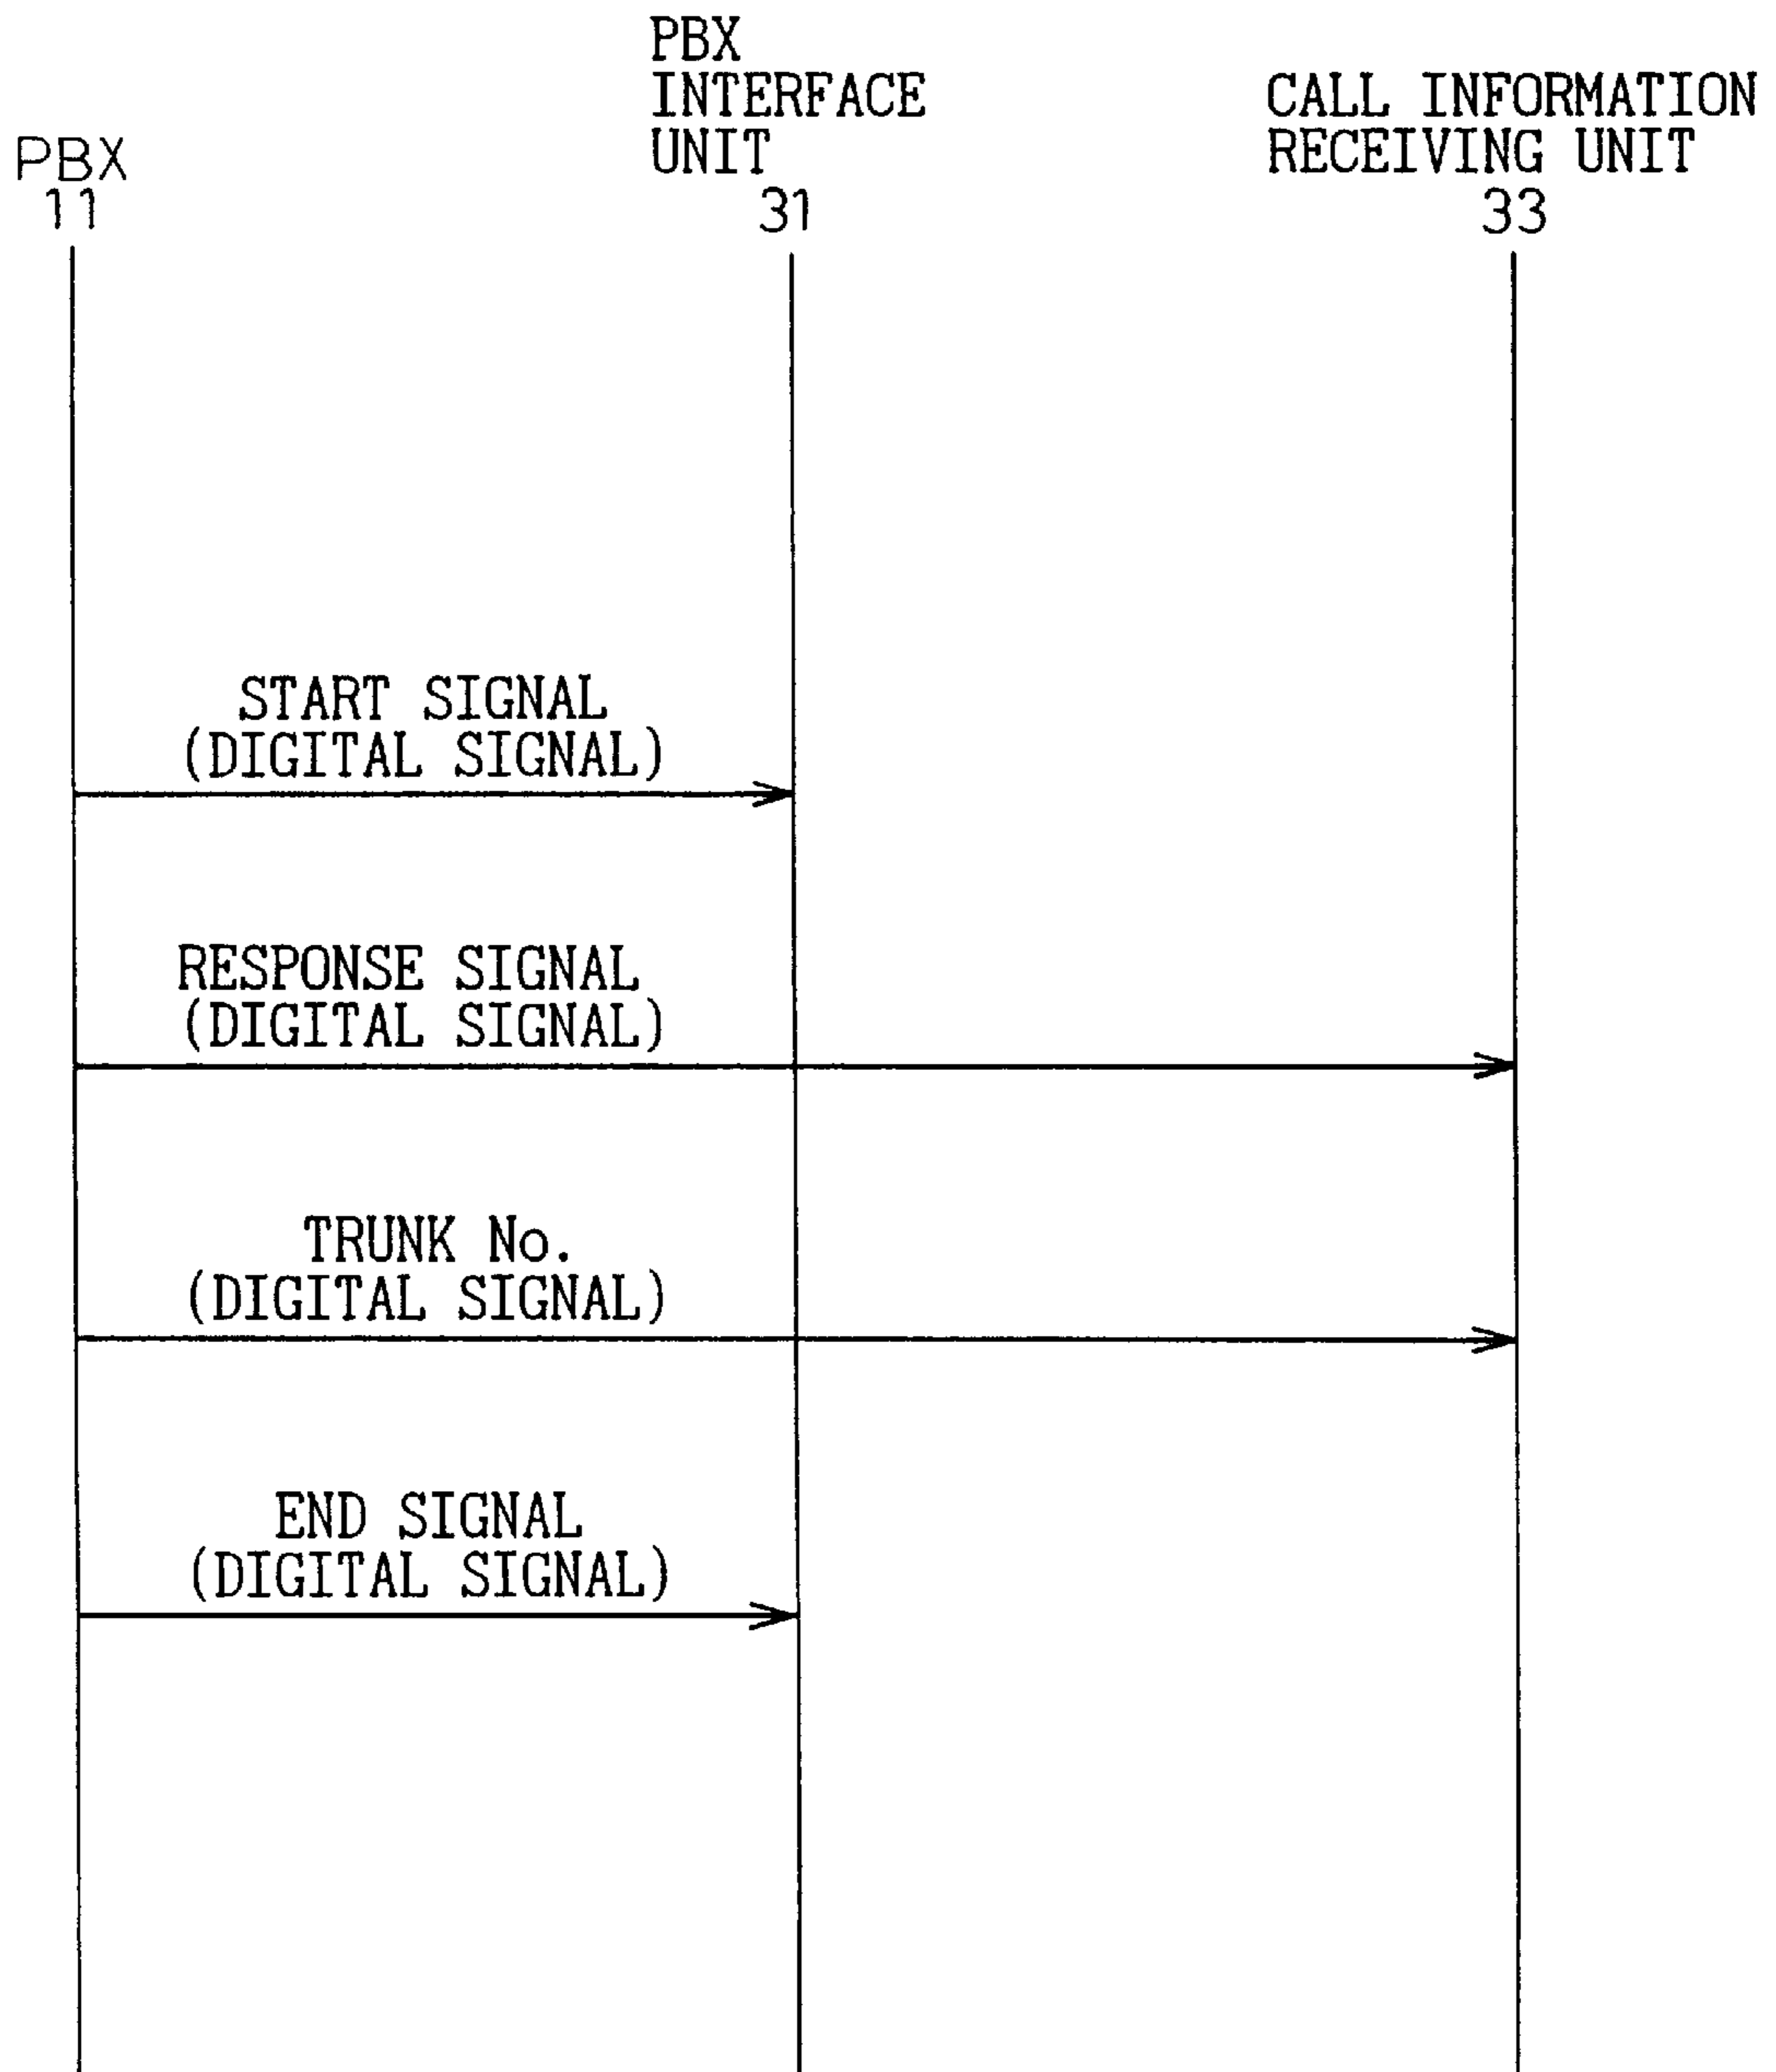 PBX
11
PBX
INTERFACE
UNIT
31
CALL INFORMATION
RECEIVING UNIT
33
START SIGNAL
(DIGITAL SIGNAL)
RESPONSE SIGNAL
(DIGITAL SIGNAL)
TRUNK No.
(DIGITAL SIGNAL)
END SIGNAL
(DIGITAL SIGNAL)